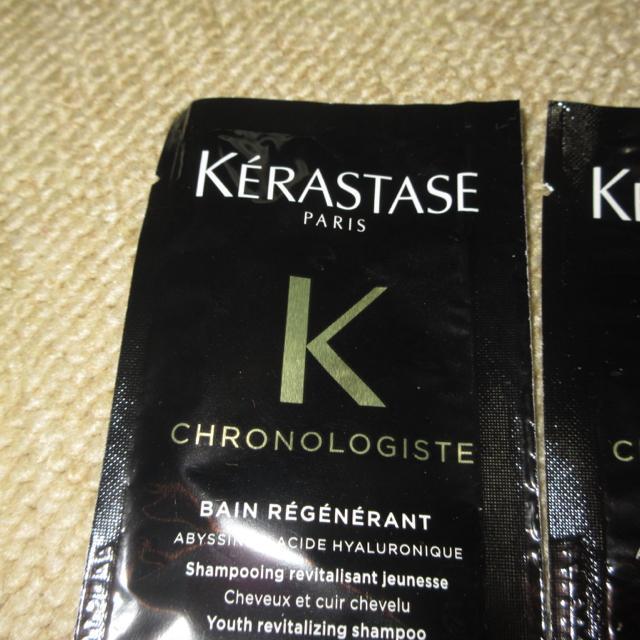 KÉRASTASE
PARIS
K
CHRONOLOGISTE
BAIN RÉGÉNÉRANT
ACIDE HYALURONIQUE
Shampooing revitalisant jeunesse
Cheveux et cuir chevelu
Youth revitalizing shampoo